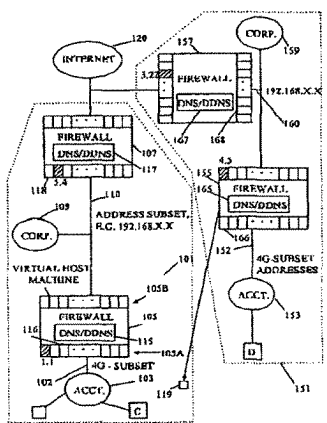 120
INTERNET
157
CORP.
159
3,22
FIREWALL
DNS/DDNS
167
168
192.168.X.X
160
FIREWALL
DNS/DDNS
107
117
118
5,4
110
109
CORP.
ADDRESS SUBSET,
E.G. 192.168.X.X
101
VIRTUAL HOST
MACHINE
105B
116
FIREWALL
DNS/DDNS
105
115
1,1
105A
102
4G - SUBSET
ACCT.
103
C
119
4,3
155
165
FIREWALL
DNS/DDNS
166
152
4G-SUBSET
ADDRESSES
ACCT.
153
D
151